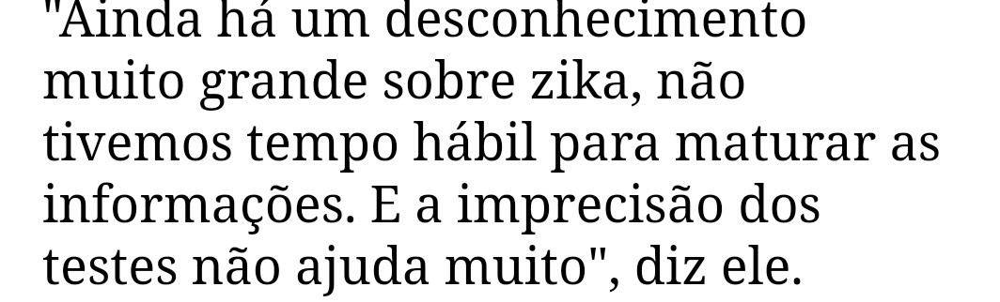 "Ainda há um desconhecimento
muito grande sobre zika, não
tivemos tempo hábil para maturar as
informações. E a imprecisão dos
testes não ajuda muito", diz ele.